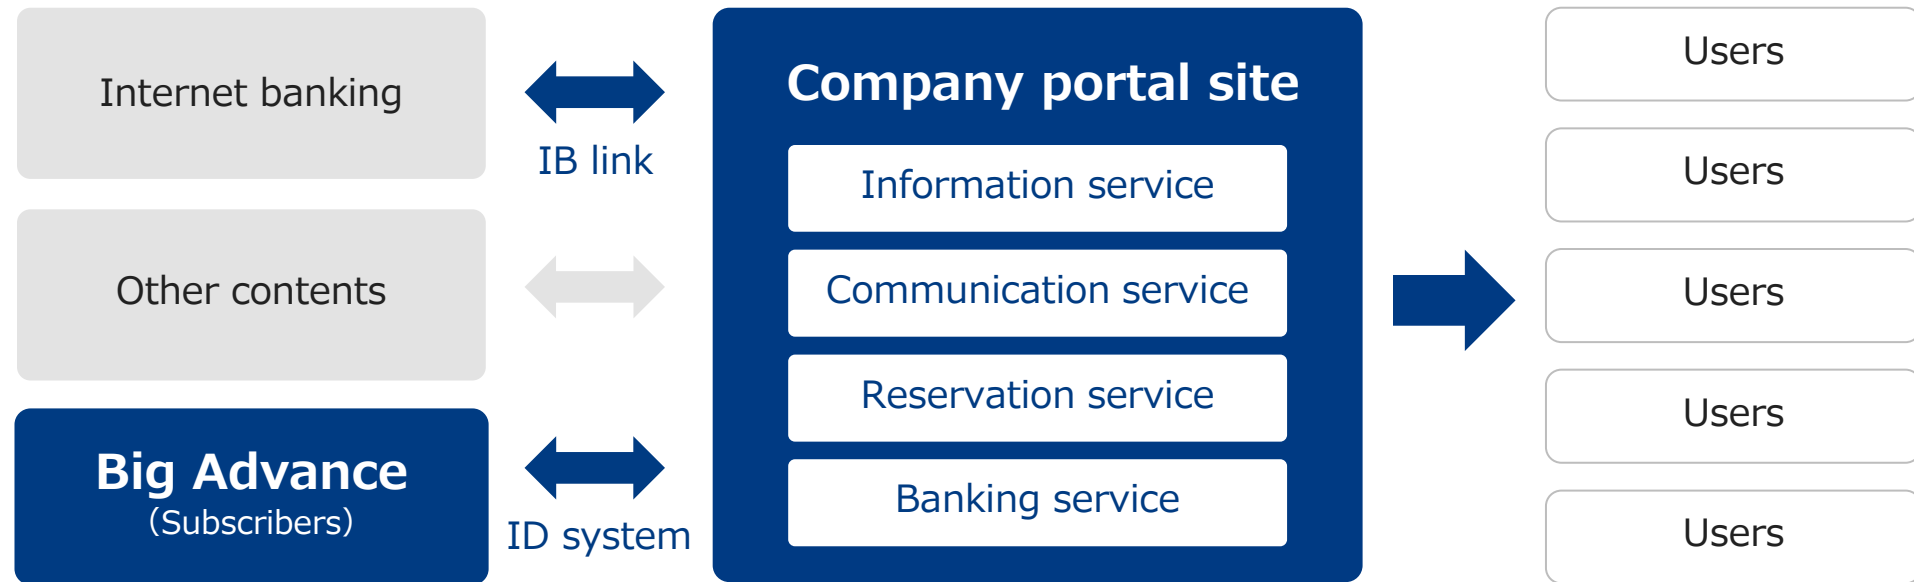 Internet banking
Other contents
Big Advance
（Subscribers）
IB link
ID system
Company portal site
Information service
Communication service
Reservation service
Banking service
Users
Users
Users
Users
Users